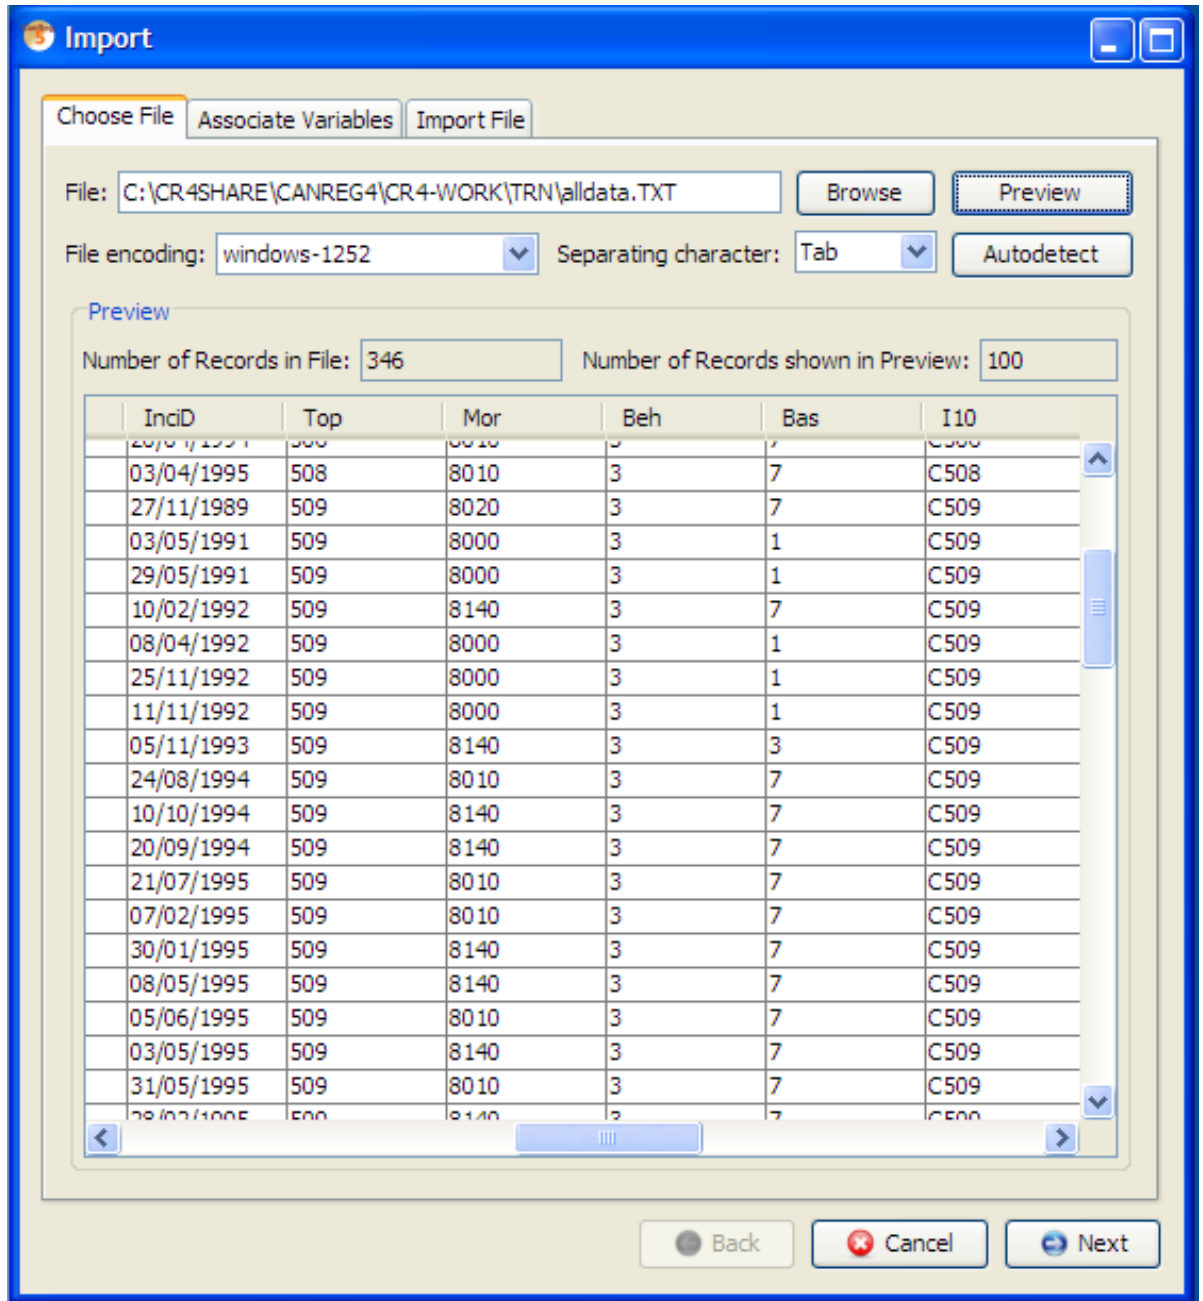 Import
Choose File Associate Variables Import File
File: C:\CR4SHARE\CANREG4\CR4-WORK\TRN\alldata.TXT Browse Preview
File encoding: windows-1252 Separating character: Tab Autodetect
Preview
Number of Records in File: 346 Number of Records shown in Preview: 100
InciD Top Mor Beh Bas I10
03/04/1995 508 8010 3 7 C508
27/11/1989 509 8020 3 7 C509
03/05/1991 509 8000 3 1 C509
29/05/1991 509 8000 3 1 C509
10/02/1992 509 8140 3 7 C509
08/04/1992 509 8000 3 1 C509
25/11/1992 509 8000 3 1 C509
11/11/1992 509 8000 3 1 C509
05/11/1993 509 8140 3 3 C509
24/08/1994 509 8010 3 7 C509
10/10/1994 509 8140 3 7 C509
20/09/1994 509 8140 3 7 C509
21/07/1995 509 8010 3 7 C509
07/02/1995 509 8010 3 7 C509
30/01/1995 509 8140 3 7 C509
08/05/1995 509 8140 3 7 C509
05/06/1995 509 8010 3 7 C509
03/05/1995 509 8140 3 7 C509
31/05/1995 509 8010 3 7 C509
Back Cancel Next